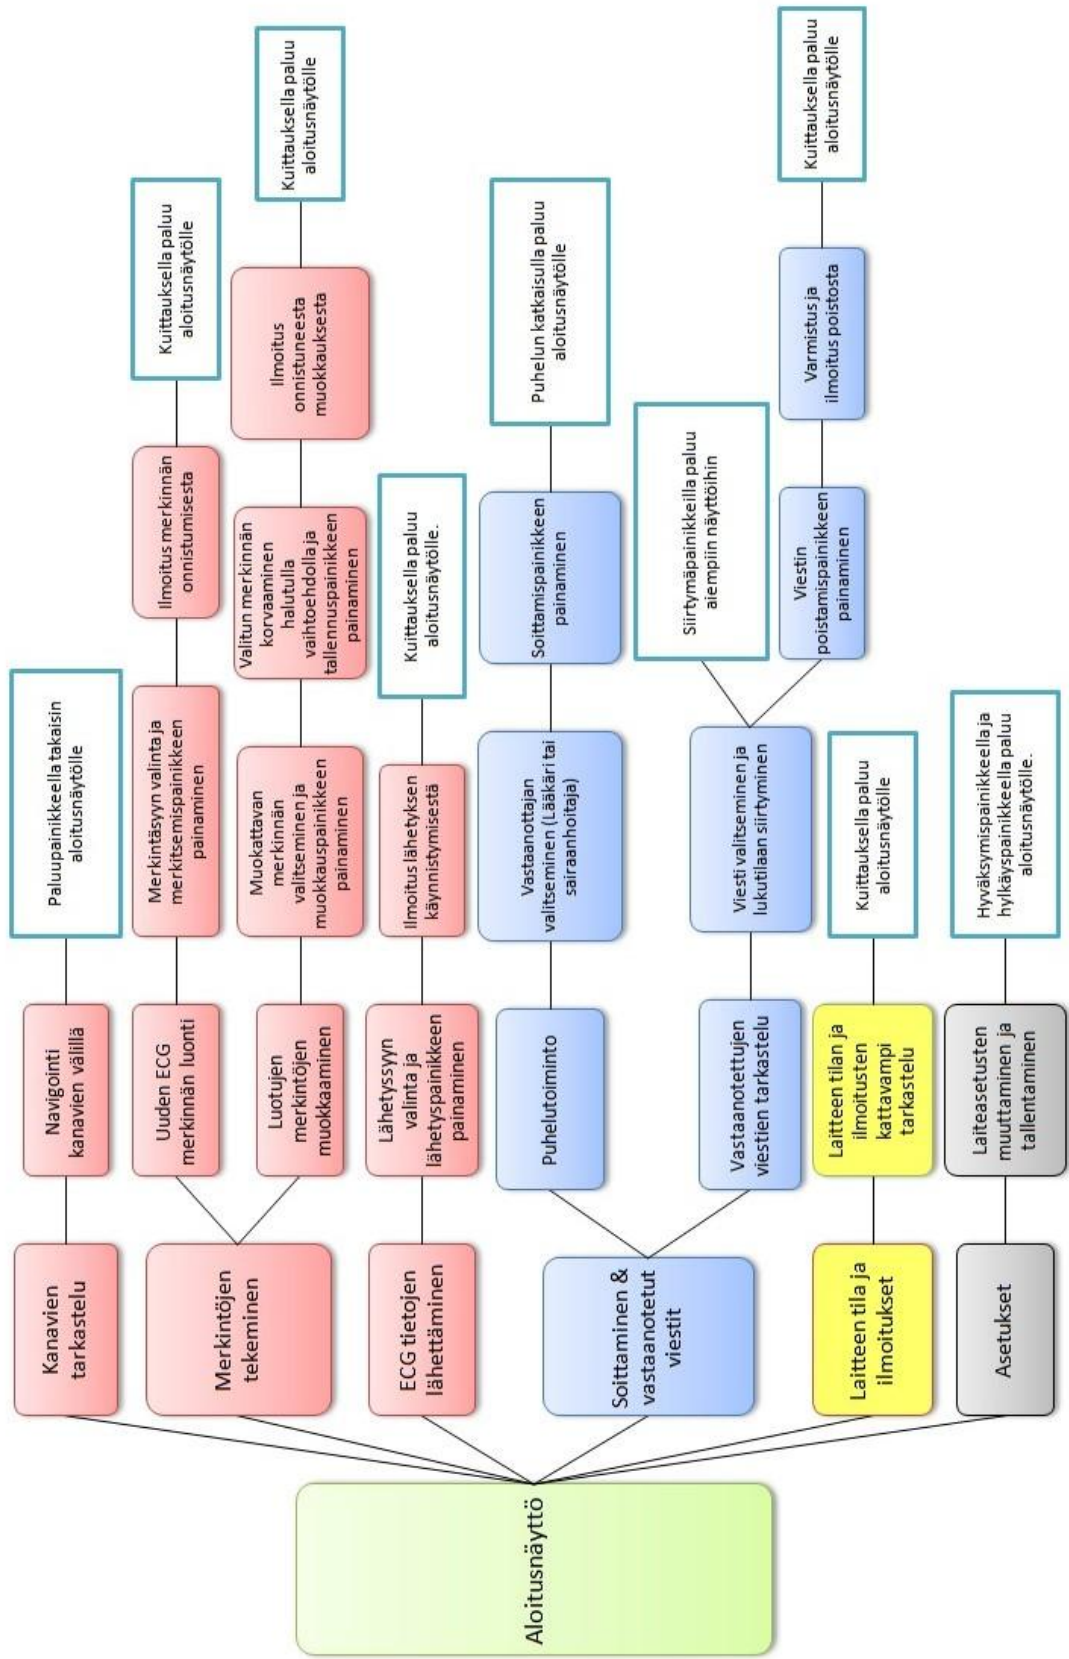 Aloitusnäyttö
Kanavien
tarkastelu
Navigointi
kanavien välillä
Paluupainikkeella takaisin
aloitusnäytölle
Merkintöjen
tekeminen
Uuden ECG
merkinnän luonti
Merkintäsyyn valinta ja
merkitsemispainikkeen
painaminen
Ilmoitus merkinnän
onnistumisesta
Kuittauksella paluu
aloitusnäytölle
Luotujen
merkintöjen
muokkaaminen
Muokattavan
merkinnän
valitseminen ja
muokkauspainikkeen
painaminen
Valitun merkinnän
korvaaminen
halutulla
vaihtoehdolla ja
tallennuspainikkeen
painaminen
Ilmoitus
onnistuneesta
muokkauksesta
Kuittauksella paluu
aloitusnäytölle
ECG tietojen
lähettäminen
Lähetyssyyn
valinta ja
lähetyspainikkeen
painaminen
Ilmoitus lähetyksen
käynnistymisestä
Kuittauksella paluu
aloitusnäytölle.
Soittaminen &
vastaanotetut
viestit
Puhelutoiminto
Vastaanottajan
valitseminen (Lääkäri tai
sairaanhoitaja)
Soittamispainikkeen
painaminen
Puhelun katkaisulla paluu
aloitusnäytölle
Vastaanotettujen
viestien tarkastelu
Viesti valitseminen ja
lukutilaan siirtyminen
Siirtymäpainikkeilla paluu
aiempiin näyttöihin
Viestin
poistamispainikkeen
painaminen
Varmistus ja
ilmoitus poistosta
Kuittauksella paluu
aloitusnäytölle
Laitteen tila ja
ilmoitukset
Laitteen tilan ja
ilmoitusten
kattavampi
tarkastelu
Kuittauksella paluu
aloitusnäytölle
Asetukset
Laiteasetusten
muuttaminen ja
tallentaminen
Hyväksymispainikkeella ja
hylkäyspainikkeella paluu
aloitusnäytölle.